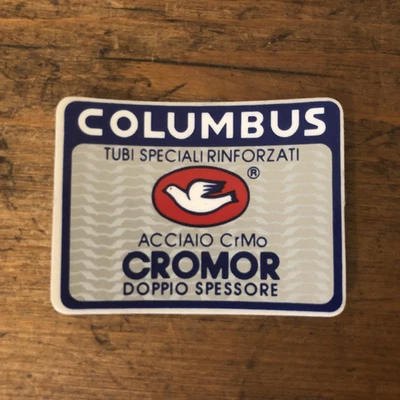 COLUMBUS
TUBI SPECIALI RINFORZATI
®
ACCIAIO CrMo
CROMOR
DOPPIO SPESSORE